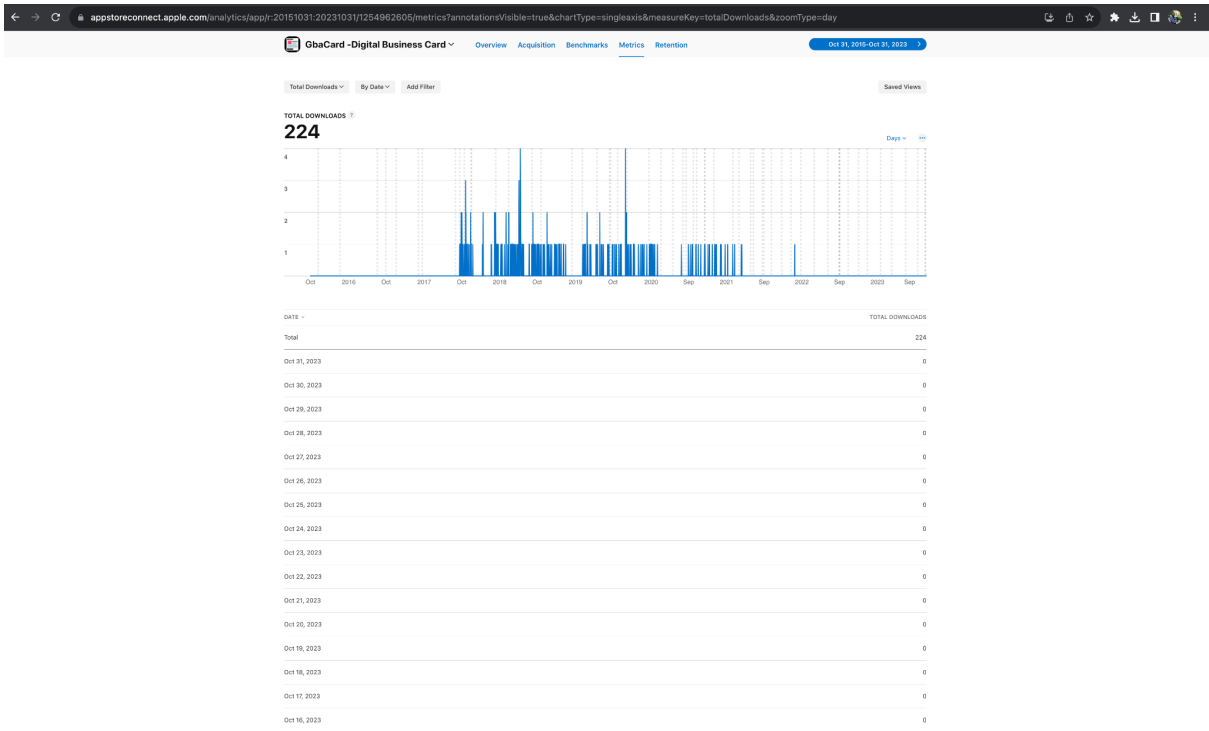 appstoreconnect.apple.com/analytics/app/r:20151031:20231031/1254962605/metrics?annotationsVisible=true&chartType=singleaxis&measureKey=totalDownloads&zoomType=day
GbaCard -Digital Business Card Overview Acquisition Benchmarks Metrics Retention Oct 31, 2015-Oct 31, 2023
Total Downloads By Date Add Filter Saved Views
TOTAL DOWNLOADS ?
224
Days
4
3
2
1
Oct 2016 Oct 2017 Oct 2018 Oct 2019 Oct 2020 Sep 2021 Sep 2022 Sep 2023 Sep
DATE TOTAL DOWNLOADS
Total 224
Oct 31, 2023 0
Oct 30, 2023 0
Oct 29, 2023 0
Oct 28, 2023 0
Oct 27, 2023 0
Oct 26, 2023 0
Oct 25, 2023 0
Oct 24, 2023 0
Oct 23, 2023 0
Oct 22, 2023 0
Oct 21, 2023 0
Oct 20, 2023 0
Oct 19, 2023 0
Oct 18, 2023 0
Oct 17, 2023 0
Oct 16, 2023 0